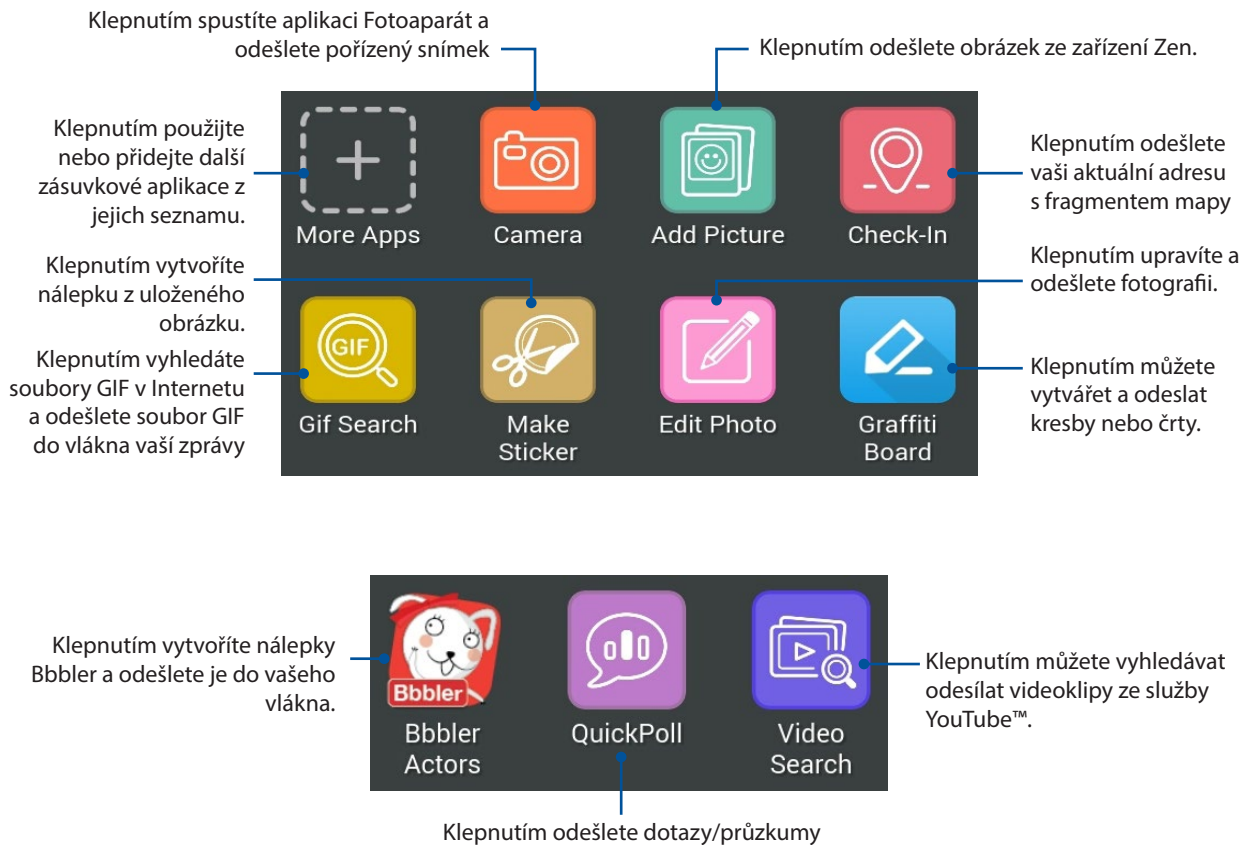 Klepnutím spustíte aplikaci Fotoaparát a
odešlete pořízený snímek
Klepnutím odešlete obrázek ze zařízení Zen.
Klepnutím použijte
nebo přidejte další
zásuvkové aplikace z
jejich seznamu.
Klepnutím odešlete
vaši aktuální adresu
s fragmentem mapy
More Apps
Camera
Add Picture
Check-In
Klepnutím vytvoříte
nálepku z uloženého
obrázku.
Klepnutím upravíte a
odešlete fotografii.
Klepnutím vyhledáte
soubory GIF v Internetu
a odešlete soubor GIF
do vlákna vaší zprávy
GIF
Klepnutím můžete
vytvářet a odeslat
kresby nebo črty.
Gif Search
Make
Sticker
Edit Photo
Graffiti
Board
Klepnutím vytvoříte nálepky
Bbbler a odešlete je do vašeho
vlákna.
Bbbler
Klepnutím můžete vyhledávat
odesílat videoklipy ze služby
YouTube™.
Bbbler
Actors
QuickPoll
Video
Search
Klepnutím odešlete dotazy/průzkumy